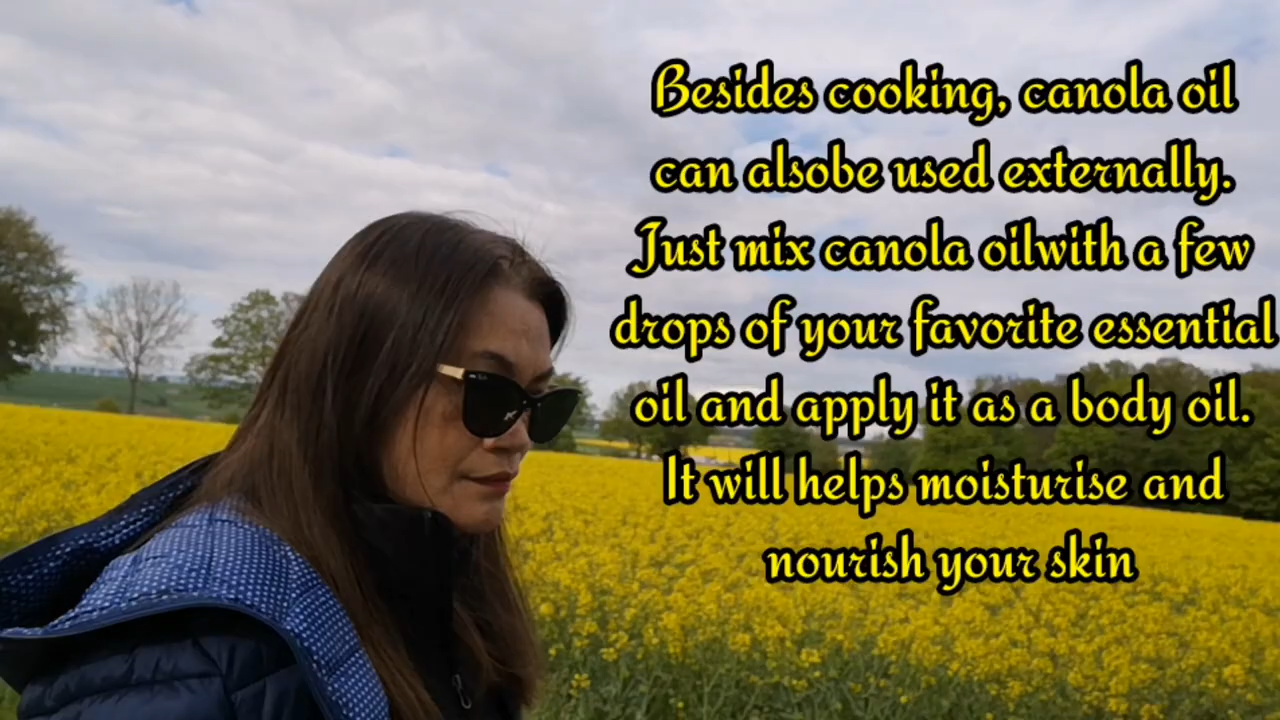 Besides cooking, canola oil
can alsobe used externally.
Just mix canola oilwith a few
drops of your favorite essential
oil and apply it as a body oil.
It will helps moisturise and
nourish your skin